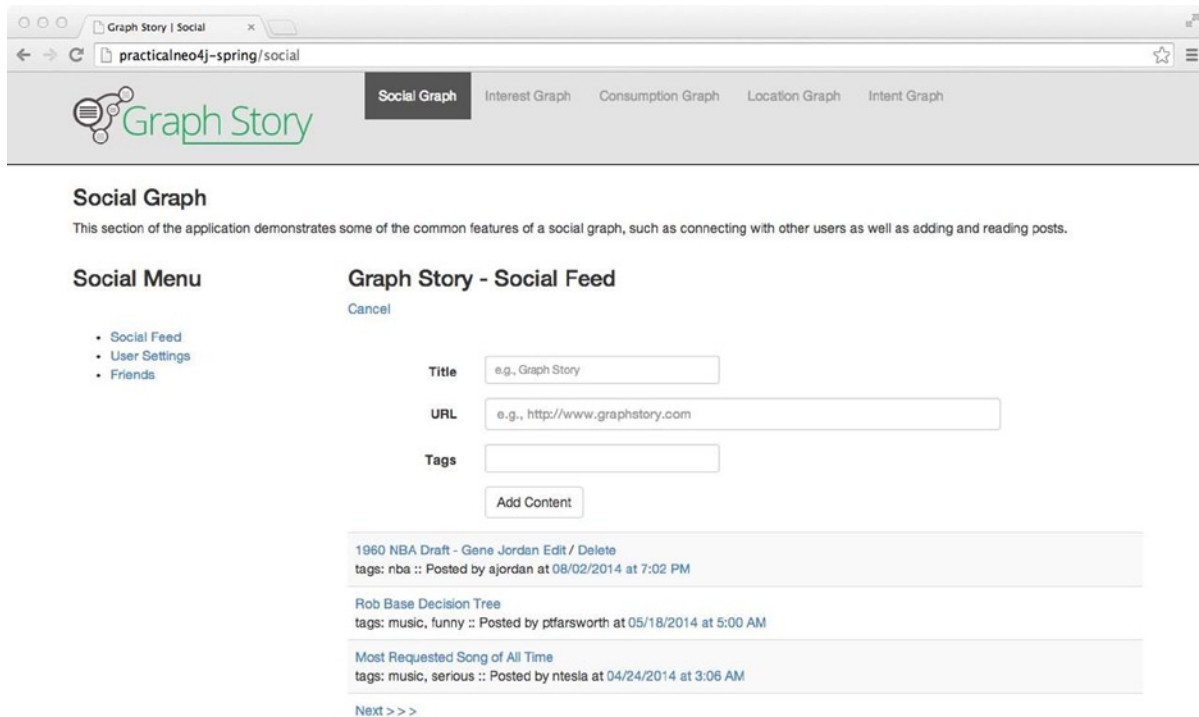 Graph Story | Social
practicalneo4j-spring/social
Graph Story
Social Graph
Interest Graph
Consumption Graph
Location Graph
Intent Graph
Social Graph
This section of the application demonstrates some of the common features of a social graph, such as connecting with other users as well as adding and reading posts.
Social Menu
• Social Feed
• User Settings
• Friends
Graph Story - Social Feed
Cancel
Title
e.g., Graph Story
URL
e.g., http://www.graphstory.com
Tags
Add Content
1960 NBA Draft - Gene Jordan Edit / Delete
tags: nba :: Posted by ajordan at 08/02/2014 at 7:02 PM
Rob Base Decision Tree
tags: music, funny :: Posted by ptfarsworth at 05/18/2014 at 5:00 AM
Most Requested Song of All Time
tags: music, serious :: Posted by ntesla at 04/24/2014 at 3:06 AM
Next > > >